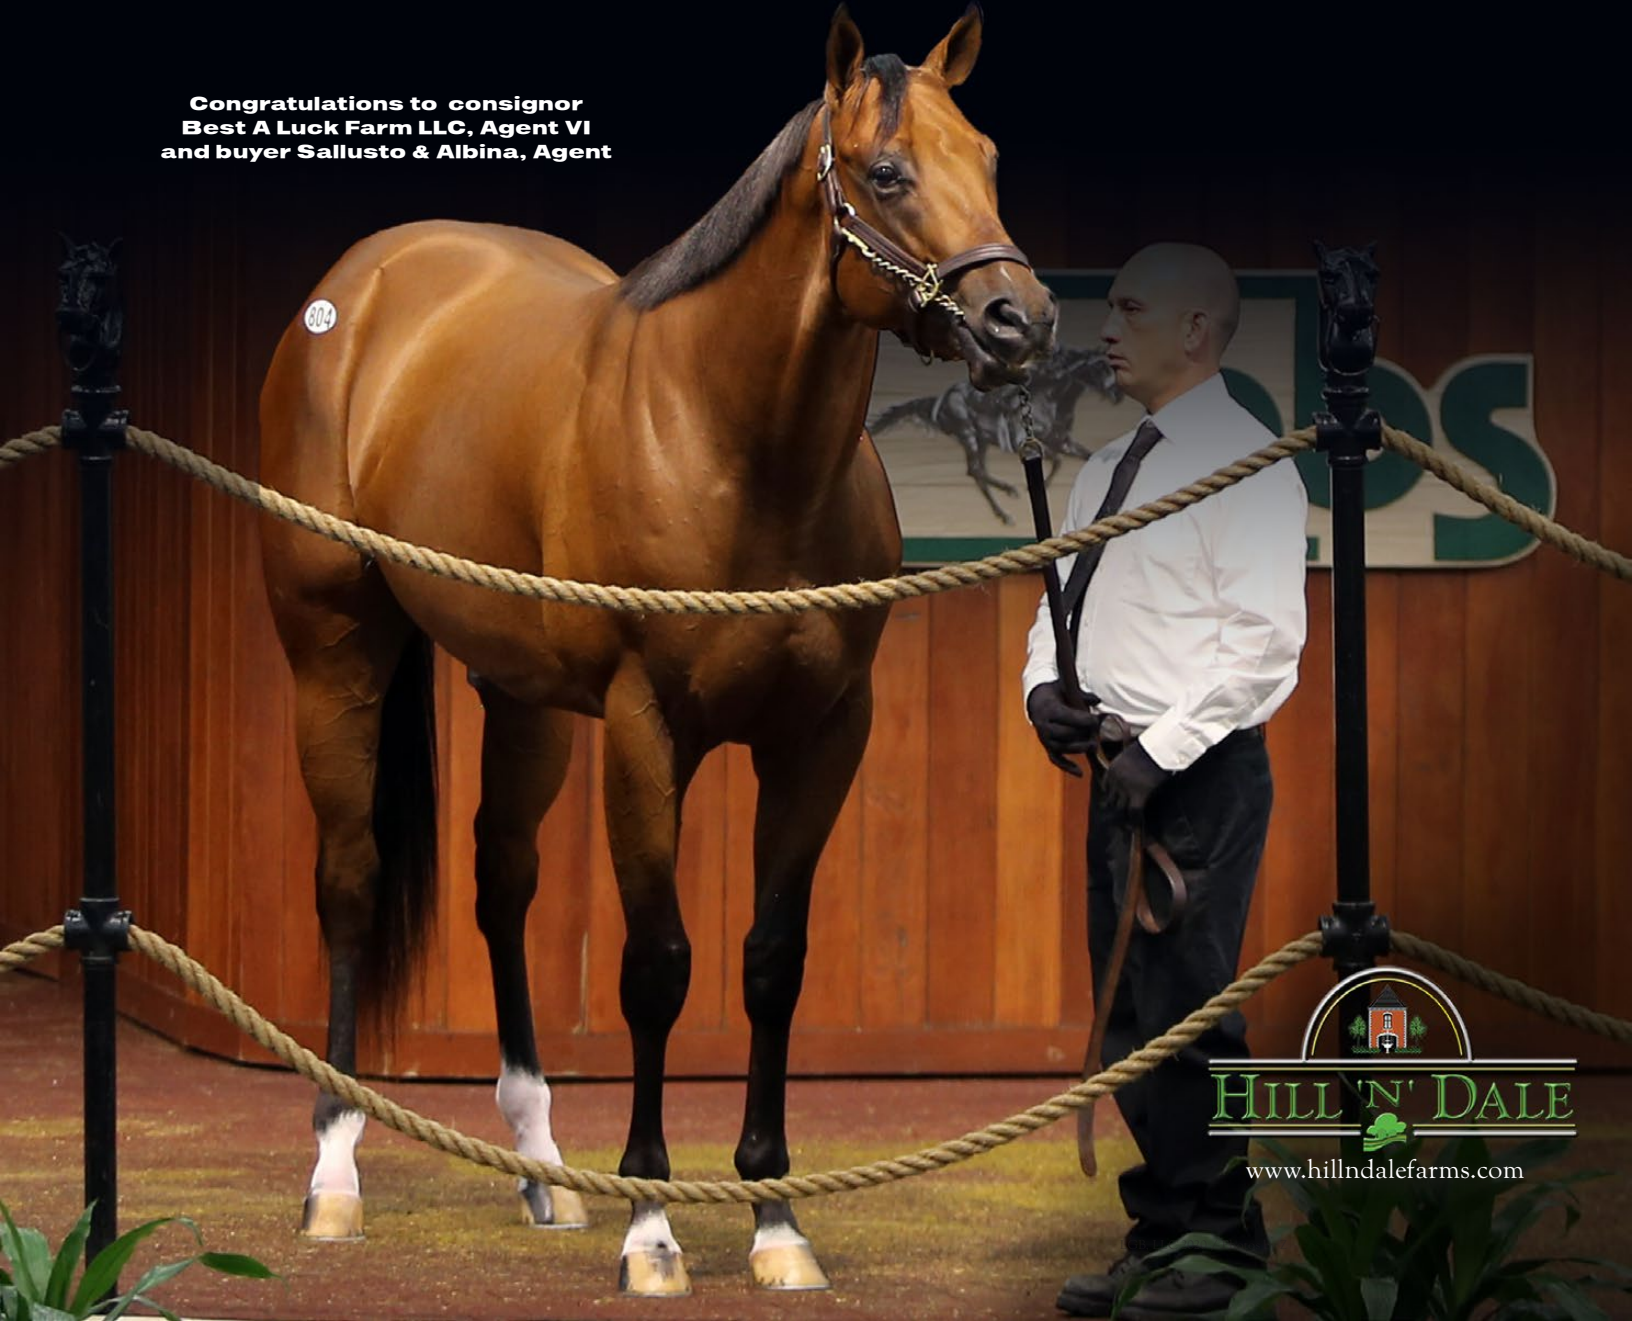 Congratulations to consignor
Best A Luck Farm LLC, Agent VI
and buyer Sallusto & Albina, Agent
804
HILL 'N' DALE
www.hillndalefarms.com